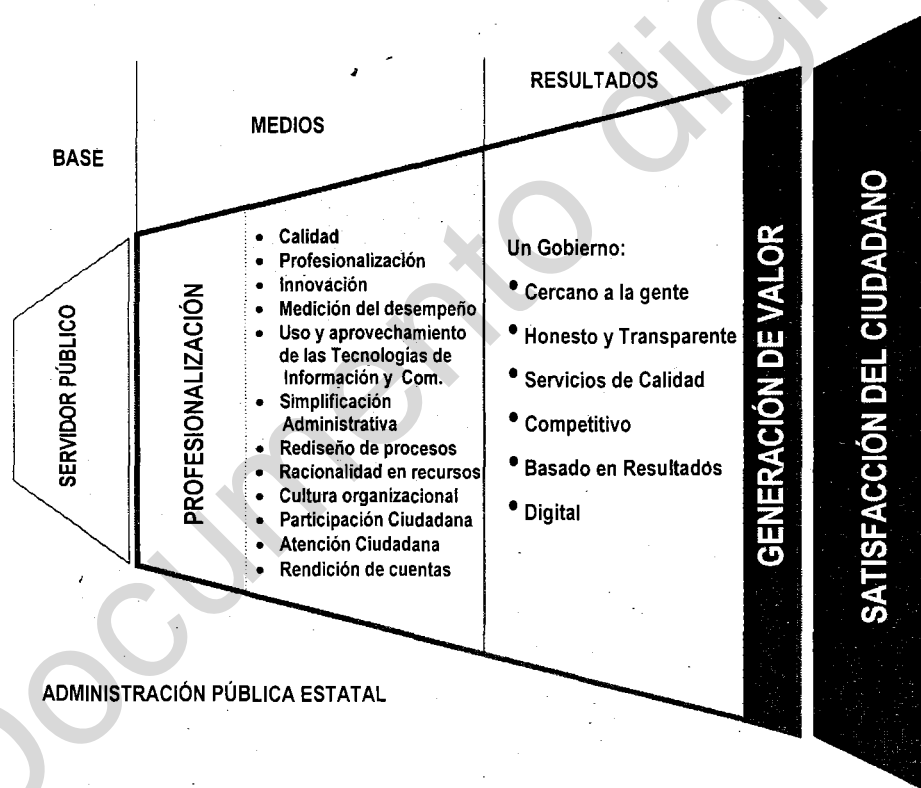 BASE
MEDIOS
RESULTADOS
SERVIDOR PÚBLICO
PROFESIONALIZACIÓN
• Calidad
• Profesionalización
• Innovación
• Medición del desempeño
• Uso y aprovechamiento
de las Tecnologías de
Información y Com.
• Simplificación
Administrativa
• Rediseño de procesos
• Racionalidad en recursos
• Cultura organizacional
• Participación Ciudadana
• Atención Ciudadana
• Rendición de cuentas
Un Gobierno:
• Cercano a la gente
• Honesto y Transparente
• Servicios de Calidad
• Competitivo
• Basado en Resultados
• Digital
GENERACIÓN DE VALOR
SATISFACCIÓN DEL CIUDADANO
ADMINISTRACIÓN PÚBLICA ESTATAL
Documento digi